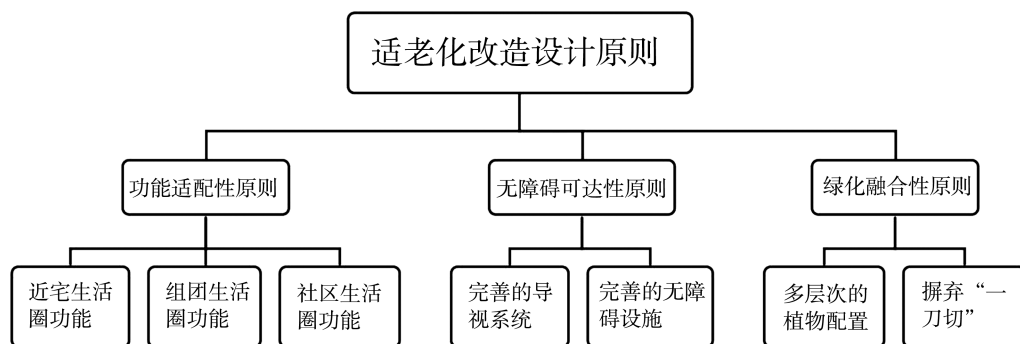 适老化改造设计原则
功能适配性原则
无障碍可达性原则
绿化融合性原则
近宅生活
圈功能
组团生活
圈功能
社区生活
圈功能
完善的导
视系统
完善的无障
碍设施
多层次的
植物配置
摒弃“一
刀切”